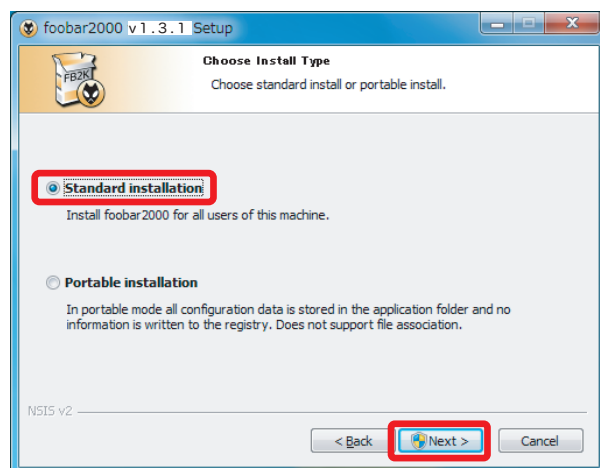 foobar2000 v1.3.1 Setup
FB2K
Choose Install Type
Choose standard install or portable install.
Standard installation
Install foobar2000 for all users of this machine.
Portable installation
In portable mode all configuration data is stored in the application folder and no
information is written to the registry. Does not support file association.
NSIS v2
< Back Next > Cancel